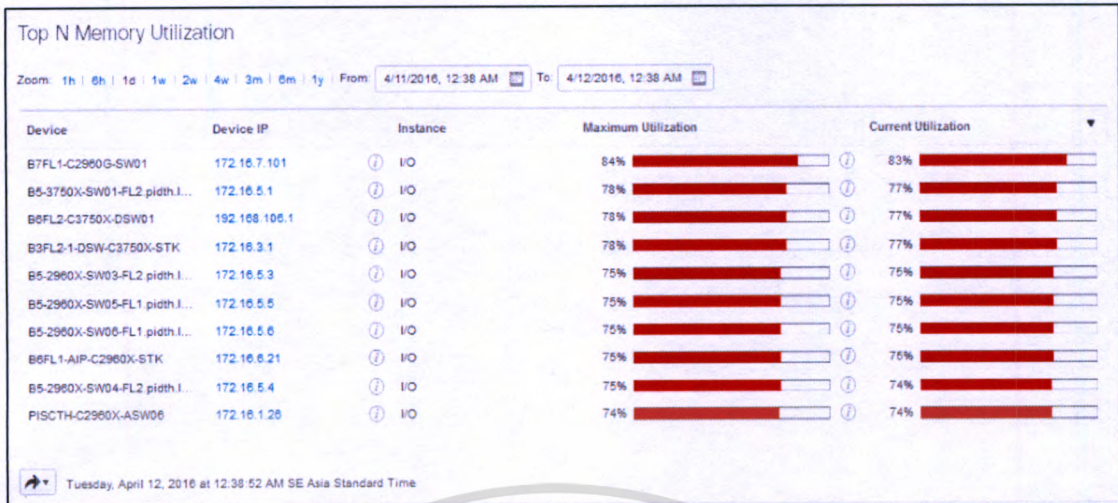 Top N Memory Utilization
Zoom: 1h | 6h | 1d | 1w | 2w | 4w | 3m | 6m | 1y | From: 4/11/2016, 12:38 AM To: 4/12/2016, 12:38 AM
Device Device IP Instance Maximum Utilization Current Utilization
B7FL1-C2960G-SW01 172.16.7.101 I/O 84% 83%
B5-3750X-SW01-FL2.pidth.l... 172.16.5.1 I/O 78% 77%
B6FL2-C3750X-DSW01 192.168.106.1 I/O 78% 77%
B3FL2-1-DSW-C3750X-STK 172.16.3.1 I/O 78% 77%
B5-2960X-SW03-FL2.pidth.l... 172.16.5.3 I/O 75% 75%
B5-2960X-SW05-FL1.pidth.l... 172.16.5.5 I/O 75% 75%
B5-2960X-SW06-FL1.pidth.l... 172.16.5.6 I/O 75% 75%
B6FL1-AIP-C2960X-STK 172.16.6.21 I/O 75% 75%
B5-2960X-SW04-FL2.pidth.l... 172.16.5.4 I/O 75% 74%
PISCTH-C2960X-ASW06 172.16.1.26 I/O 74% 74%
Tuesday, April 12, 2016 at 12:38:52 AM SE Asia Standard Time